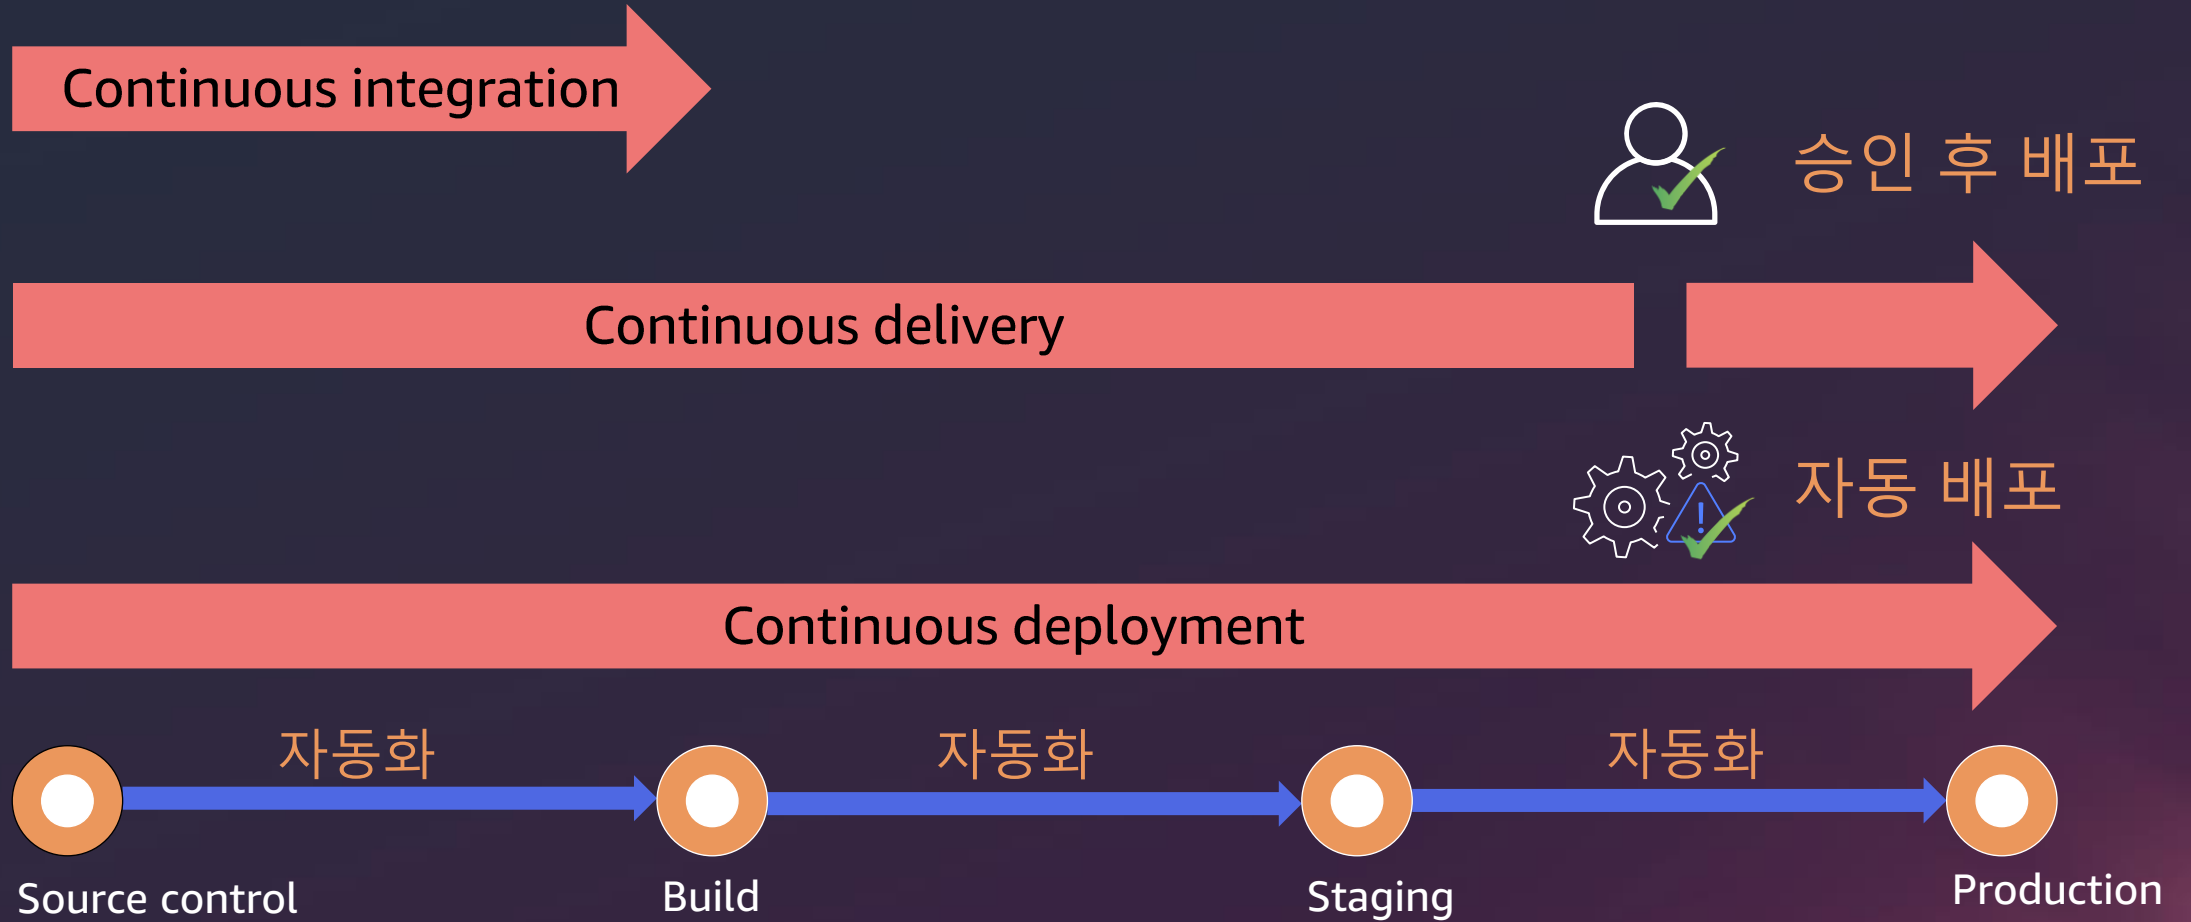 Continuous integration
승인 후 배포
Continuous delivery
자동 배포
Continuous deployment
자동화
자동화
자동화
Source control
Build
Staging
Production